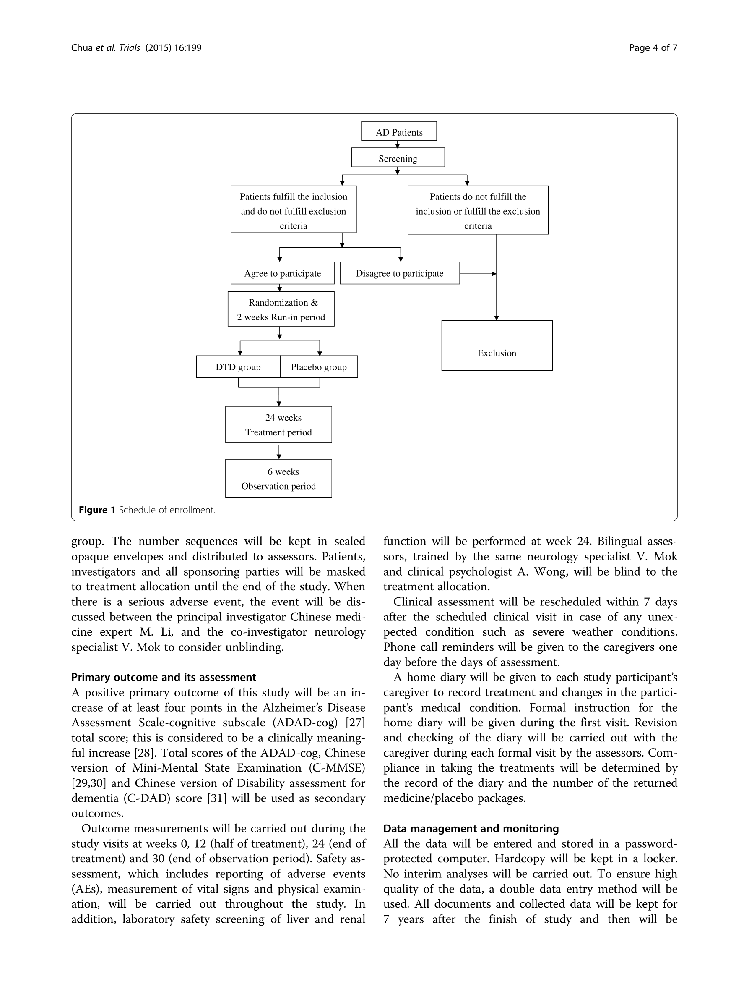 Chua et al. Trials (2015) 16:199
Page 4 of 7
AD Patients
Screening
Patients fulfill the inclusion
and do not fulfill exclusion
criteria
Patients do not fulfill the
inclusion or fulfill the exclusion
criteria
Agree to participate
Disagree to participate
Randomization &
2 weeks Run-in period
Exclusion
DTD group
Placebo group
24 weeks
Treatment period
6 weeks
Observation period
Figure 1 Schedule of enrollment.
group. The number sequences will be kept in sealed
opaque envelopes and distributed to assessors. Patients,
investigators and all sponsoring parties will be masked
to treatment allocation until the end of the study. When
there is a serious adverse event, the event will be dis-
cussed between the principal investigator Chinese medi-
cine expert M. Li, and the co-investigator neurology
specialist V. Mok to consider unblinding.
Primary outcome and its assessment
A positive primary outcome of this study will be an in-
crease of at least four points in the Alzheimer’s Disease
Assessment Scale-cognitive subscale (ADAD-cog) [27]
total score; this is considered to be a clinically meaning-
ful increase [28]. Total scores of the ADAD-cog, Chinese
version of Mini-Mental State Examination (C-MMSE)
[29,30] and Chinese version of Disability assessment for
dementia (C-DAD) score [31] will be used as secondary
outcomes.
Outcome measurements will be carried out during the
study visits at weeks 0, 12 (half of treatment), 24 (end of
treatment) and 30 (end of observation period). Safety as-
sessment, which includes reporting of adverse events
(AEs), measurement of vital signs and physical examin-
ation, will be carried out throughout the study. In
addition, laboratory safety screening of liver and renal
function will be performed at week 24. Bilingual asses-
sors, trained by the same neurology specialist V. Mok
and clinical psychologist A. Wong, will be blind to the
treatment allocation.
Clinical assessment will be rescheduled within 7 days
after the scheduled clinical visit in case of any unex-
pected condition such as severe weather conditions.
Phone call reminders will be given to the caregivers one
day before the days of assessment.
A home diary will be given to each study participant’s
caregiver to record treatment and changes in the partici-
pant’s medical condition. Formal instruction for the
home diary will be given during the first visit. Revision
and checking of the diary will be carried out with the
caregiver during each formal visit by the assessors. Com-
pliance in taking the treatments will be determined by
the record of the diary and the number of the returned
medicine/placebo packages.
Data management and monitoring
All the data will be entered and stored in a password-
protected computer. Hardcopy will be kept in a locker.
No interim analyses will be carried out. To ensure high
quality of the data, a double data entry method will be
used. All documents and collected data will be kept for
7 years after the finish of study and then will be